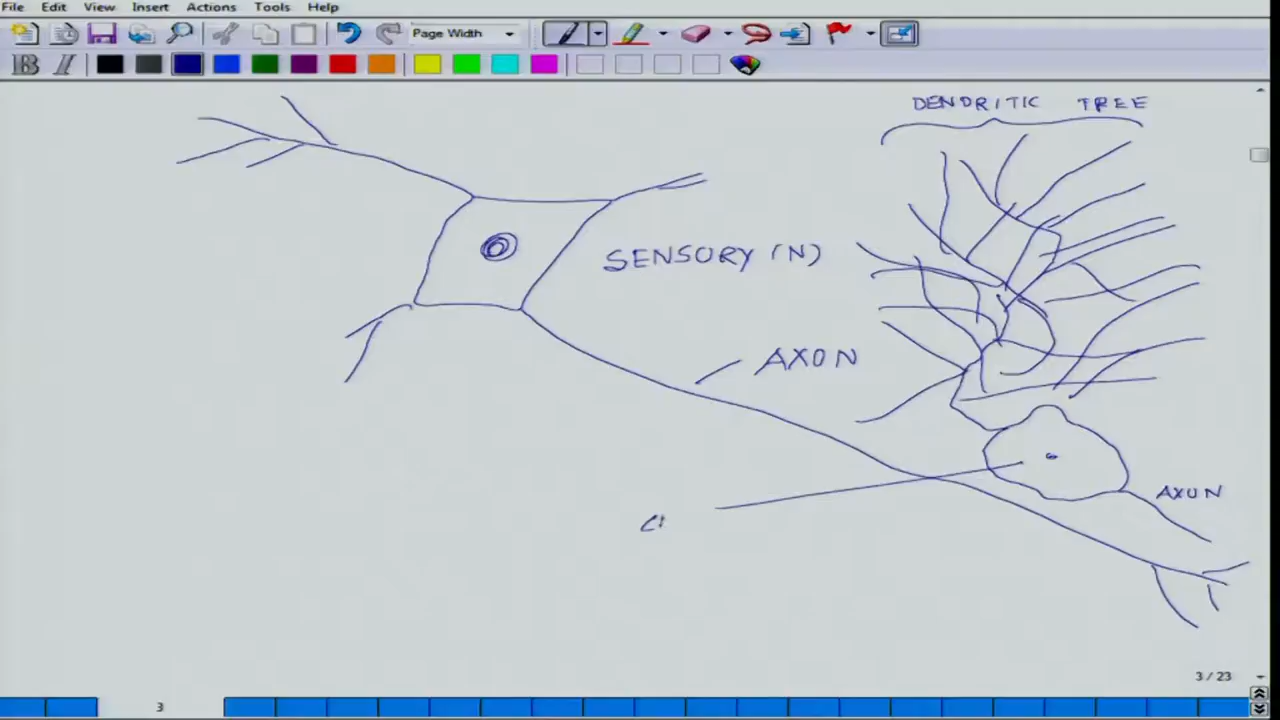 File Edit View Insert Actions Tools Help
Page Width
B I
DENDRITIC TREE
SENSORY (N)
AXON
AXON
3 / 23
3